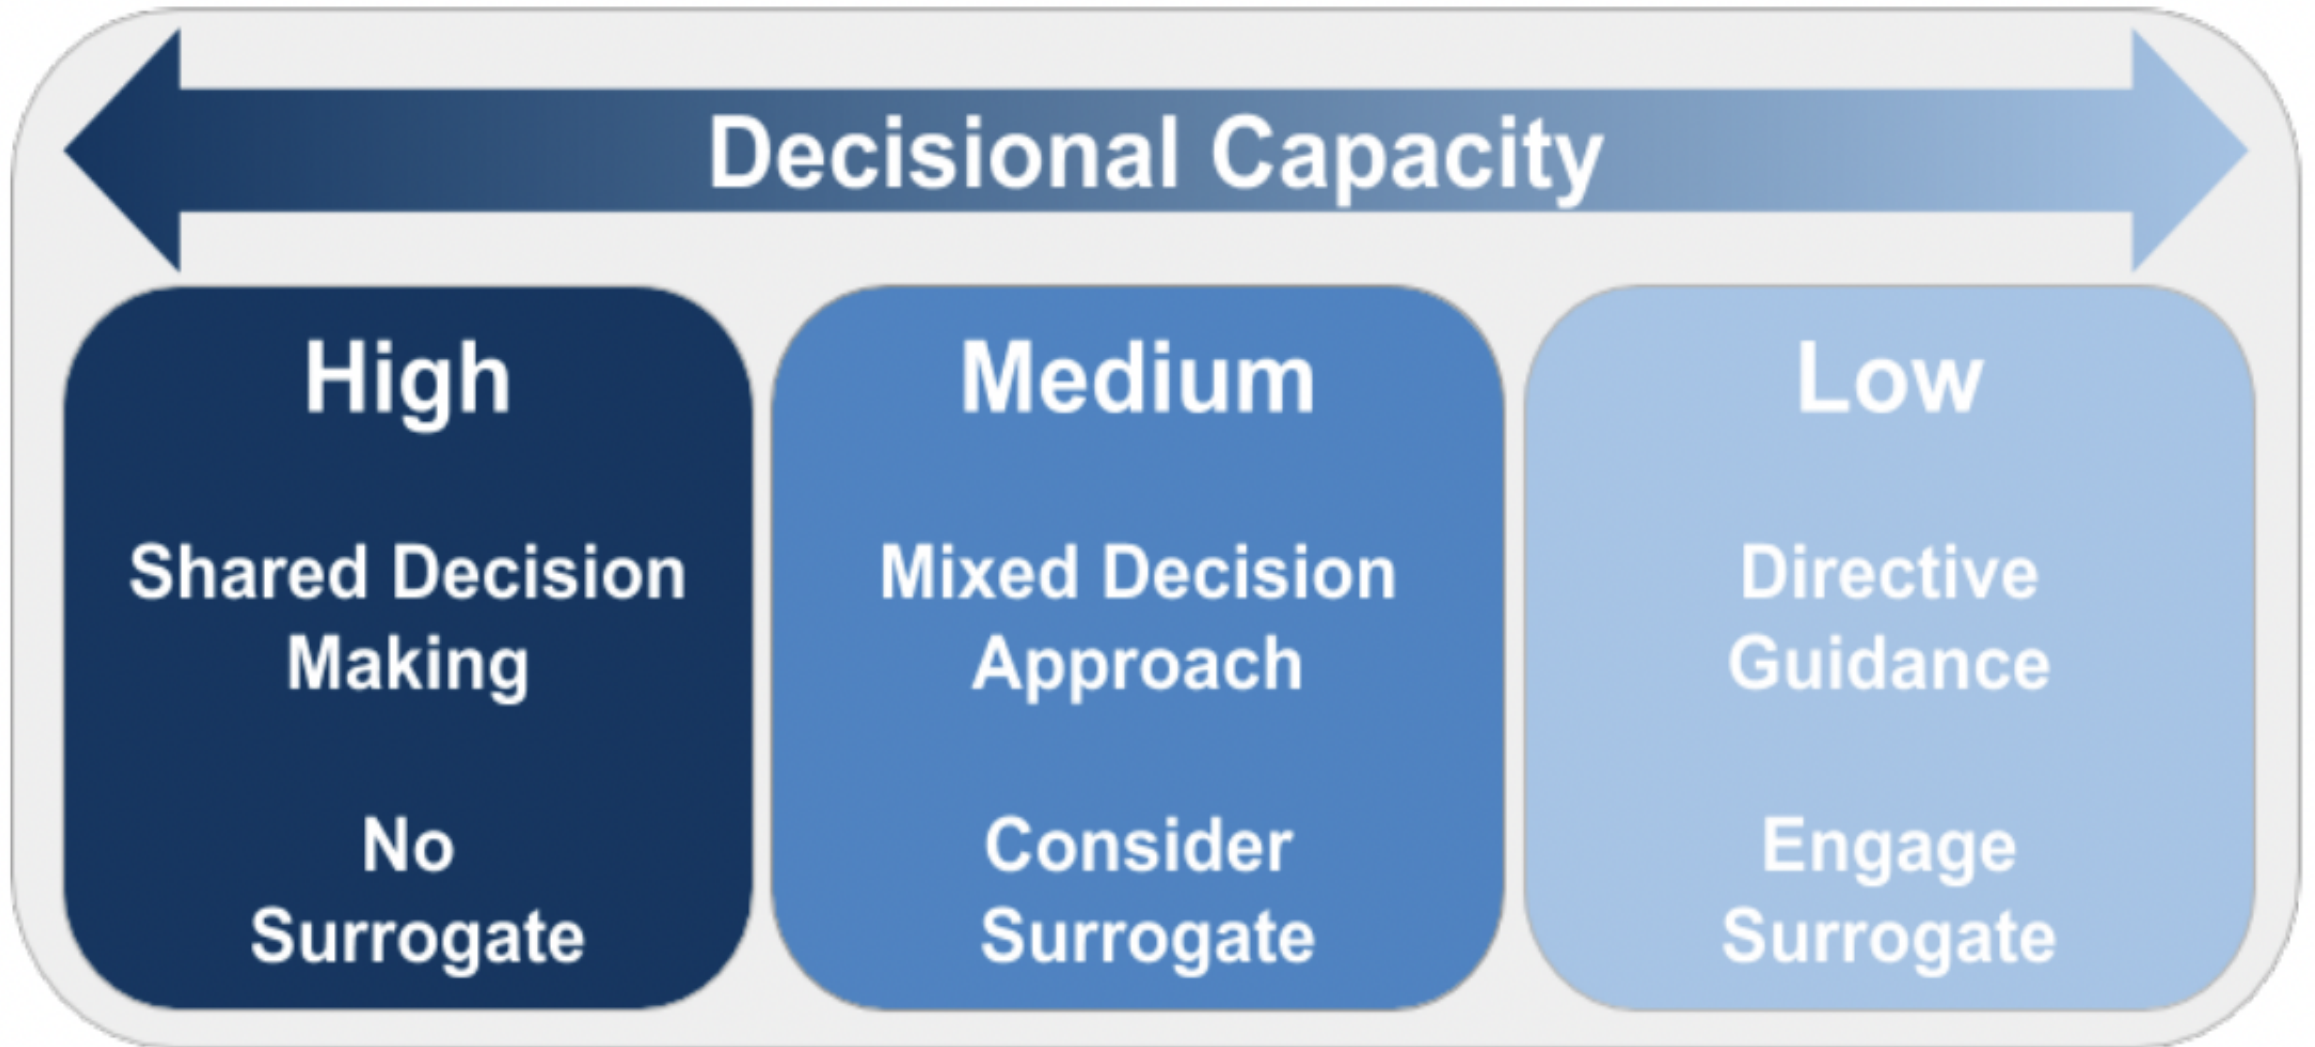 Decisional Capacity
High
Shared Decision
Making
No
Surrogate
Medium
Mixed Decision
Approach
Consider
Surrogate
Low
Directive
Guidance
Engage
Surrogate